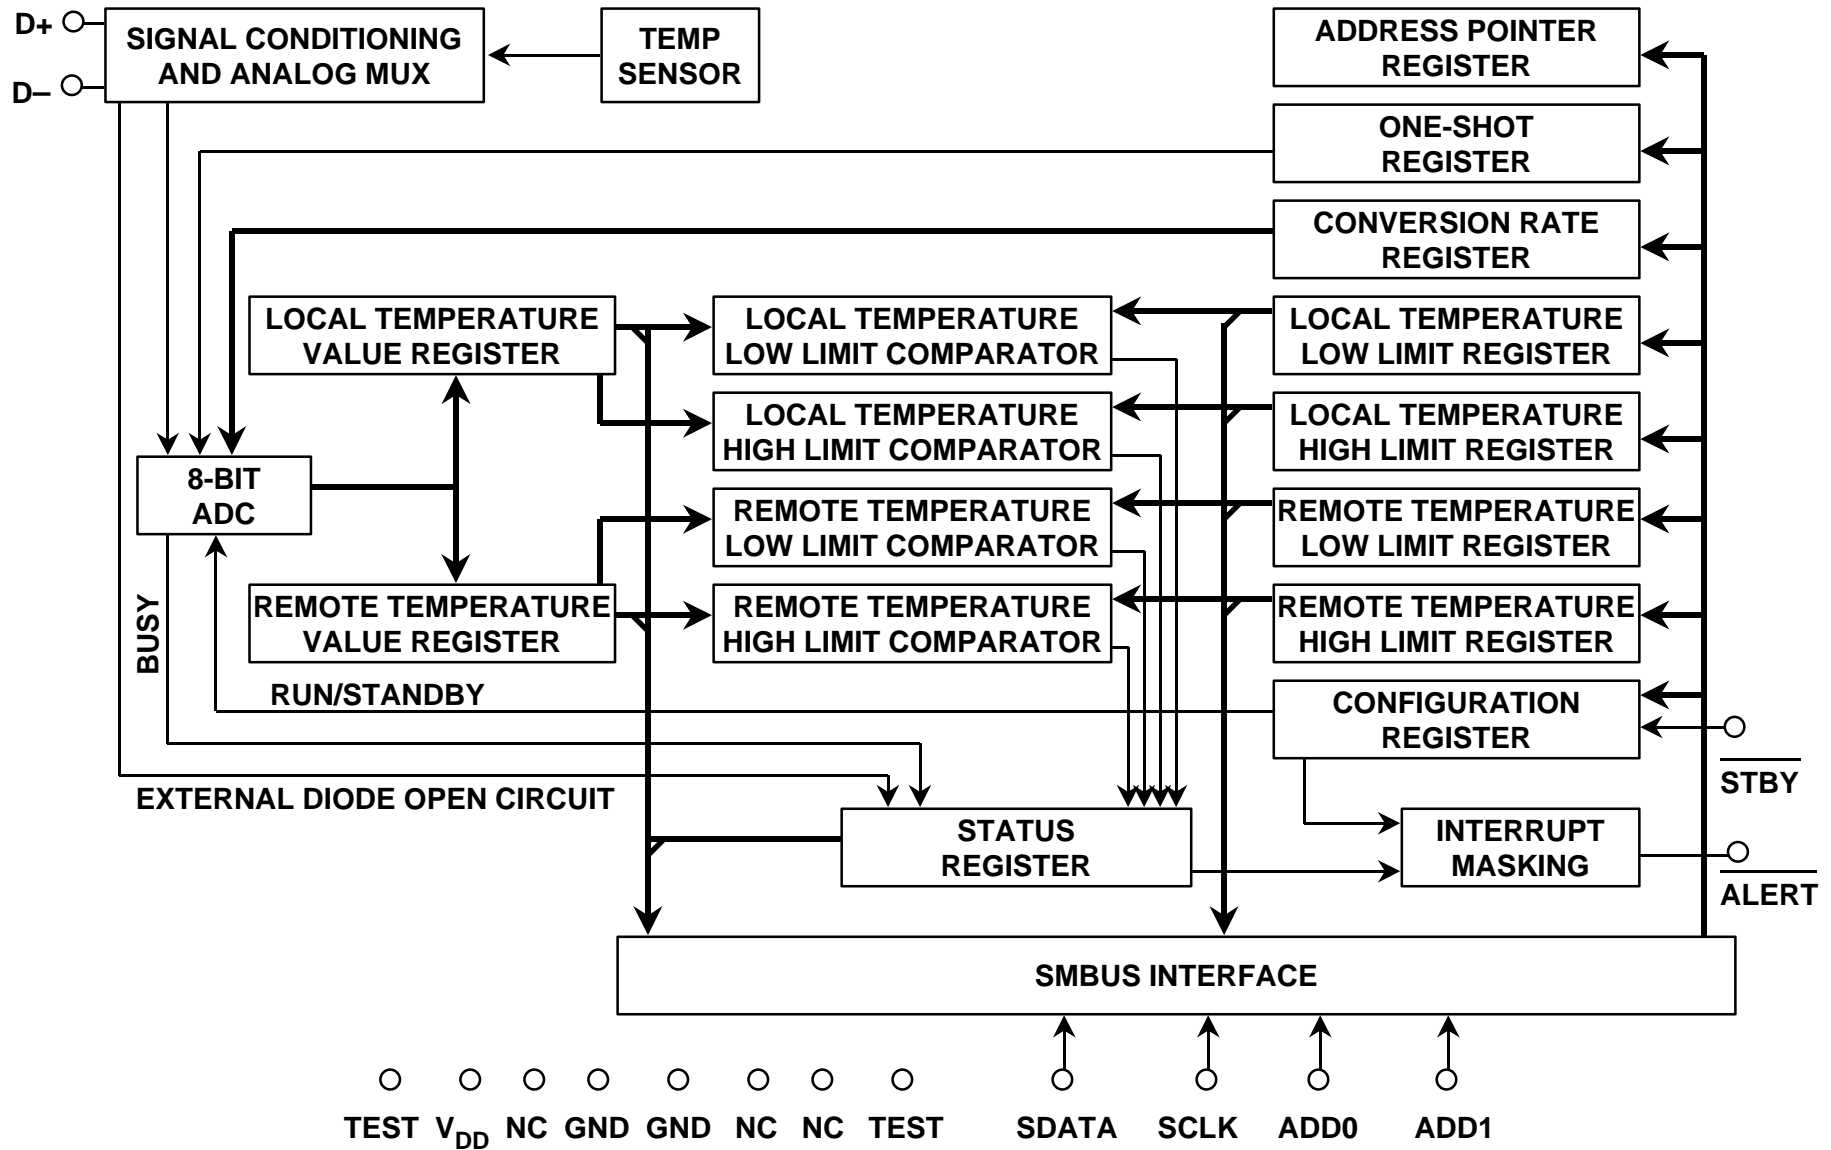 D+
D–
SIGNAL CONDITIONING
AND ANALOG MUX
TEMP
SENSOR
ADDRESS POINTER
REGISTER
ONE-SHOT
REGISTER
CONVERSION RATE
REGISTER
LOCAL TEMPERATURE
VALUE REGISTER
LOCAL TEMPERATURE
LOW LIMIT COMPARATOR
LOCAL TEMPERATURE
LOW LIMIT REGISTER
LOCAL TEMPERATURE
HIGH LIMIT COMPARATOR
LOCAL TEMPERATURE
HIGH LIMIT REGISTER
8-BIT
ADC
REMOTE TEMPERATURE
LOW LIMIT COMPARATOR
REMOTE TEMPERATURE
LOW LIMIT REGISTER
BUSY
REMOTE TEMPERATURE
VALUE REGISTER
REMOTE TEMPERATURE
HIGH LIMIT COMPARATOR
REMOTE TEMPERATURE
HIGH LIMIT REGISTER
RUN/STANDBY
CONFIGURATION
REGISTER
STBY
EXTERNAL DIODE OPEN CIRCUIT
STATUS
REGISTER
INTERRUPT
MASKING
ALERT
SMBUS INTERFACE
TEST VDD NC GND GND NC NC TEST SDATA SCLK ADD0 ADD1